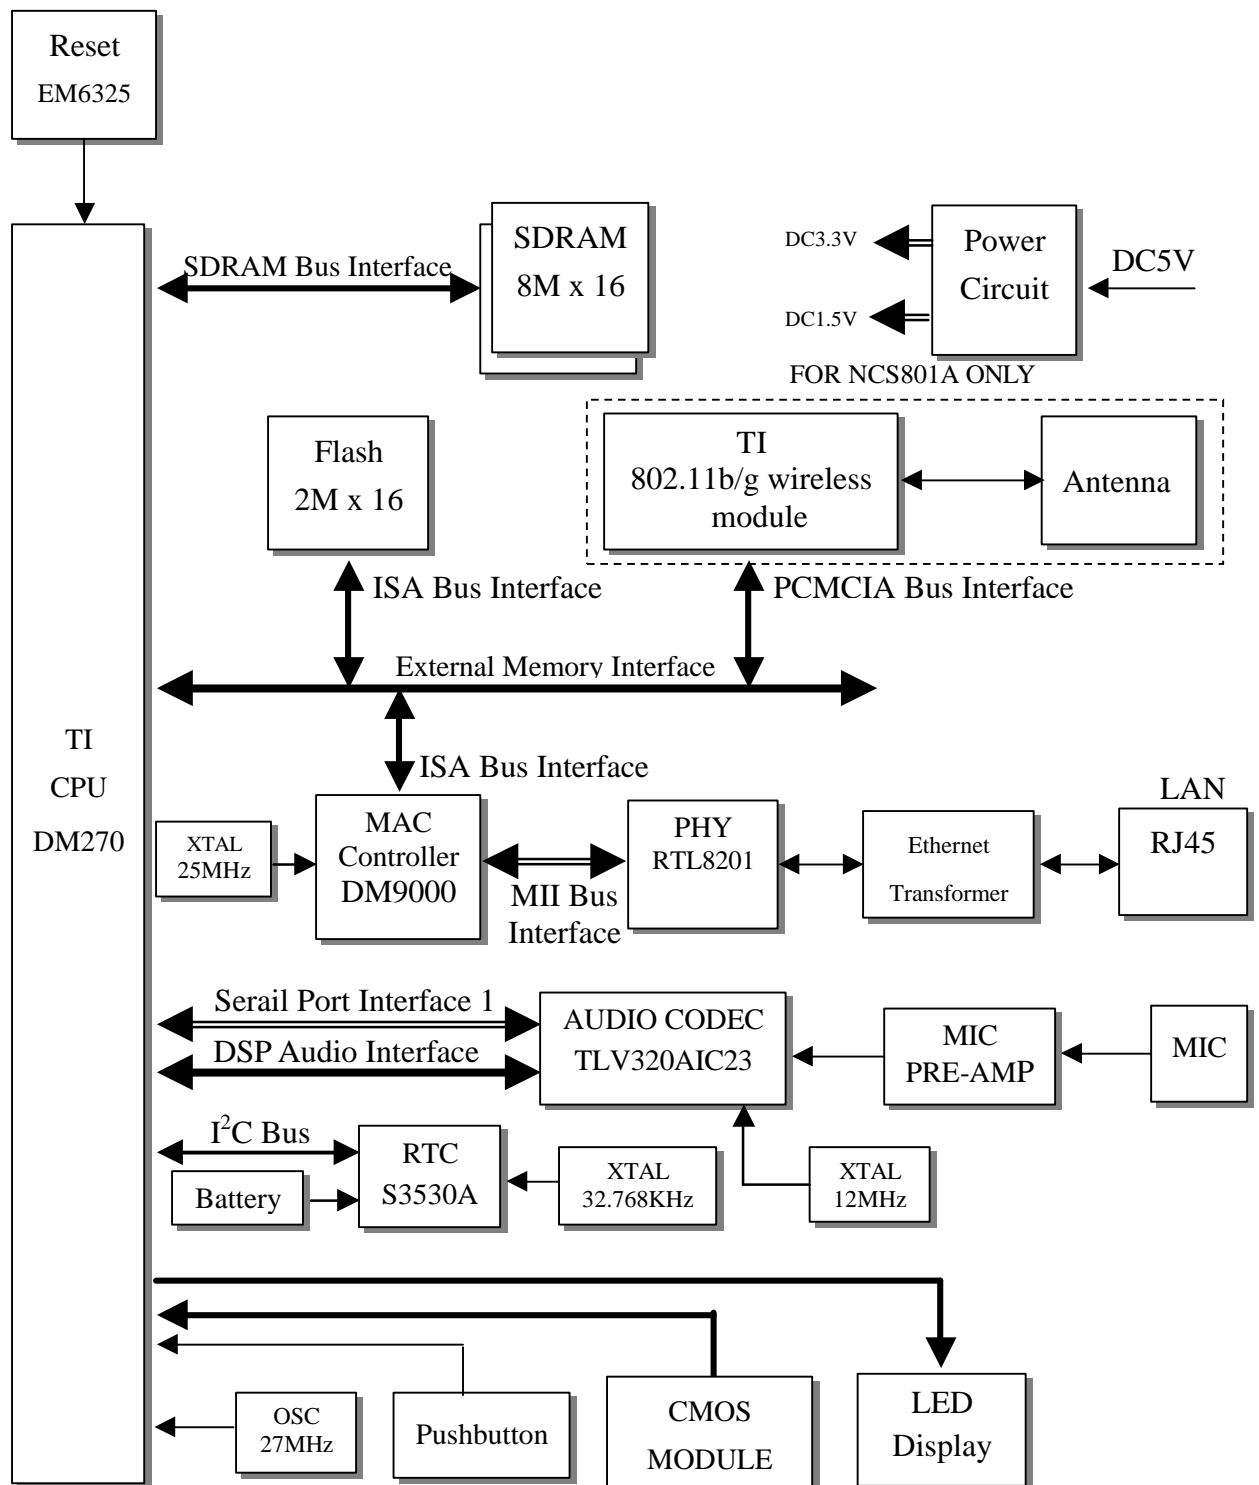 Reset
EM6325
SDRAM
8M x 16
SDRAM Bus Interface
DC3.3V
DC1.5V
Power
Circuit
DC5V
FOR NCS801A ONLY
Flash
2M x 16
TI
802.11b/g wireless
module
Antenna
ISA Bus Interface
PCMCIA Bus Interface
External Memory Interface
TI
CPU
DM270
ISA Bus Interface
XTAL
25MHz
MAC
Controller
DM9000
MII Bus
Interface
PHY
RTL8201
Ethernet
Transformer
LAN
RJ45
Serail Port Interface 1
DSP Audio Interface
AUDIO CODEC
TLV320AIC23
MIC
PRE-AMP
MIC
I²C Bus
Battery
RTC
S3530A
XTAL
32.768KHz
XTAL
12MHz
OSC
27MHz
Pushbutton
CMOS
MODULE
LED
Display